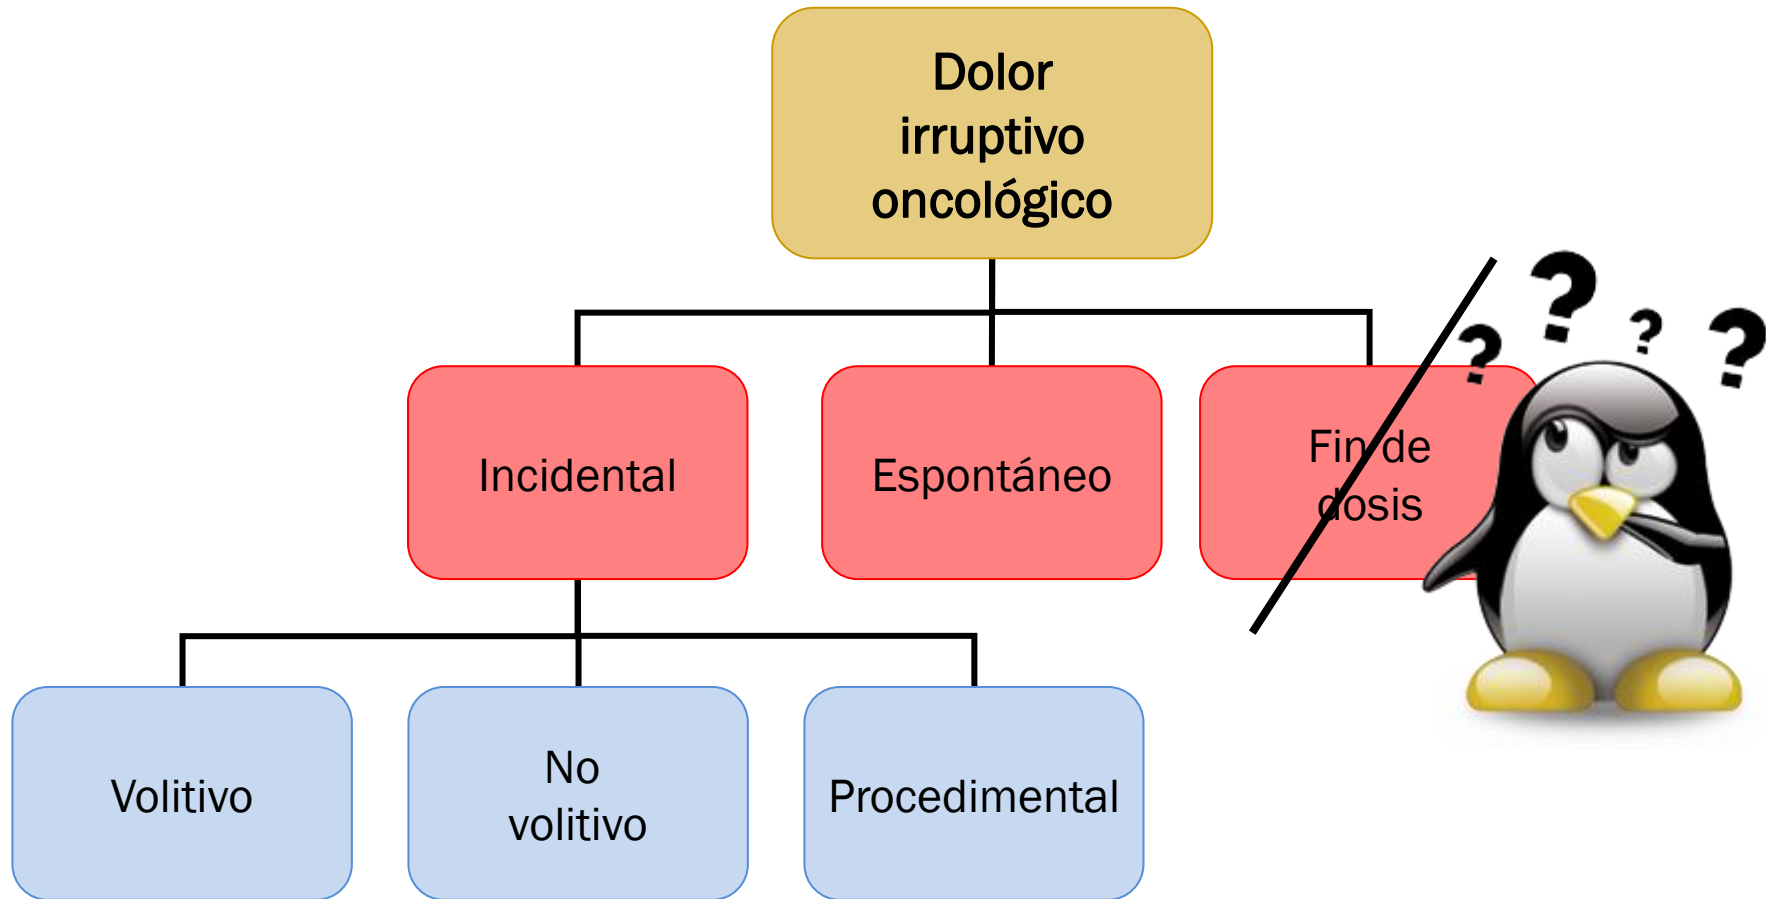 Dolor
irruptivo
oncológico
? ? ? ?
Incidental
Espontáneo
Fin de
dosis
Volitivo
No
volitivo
Procedimental